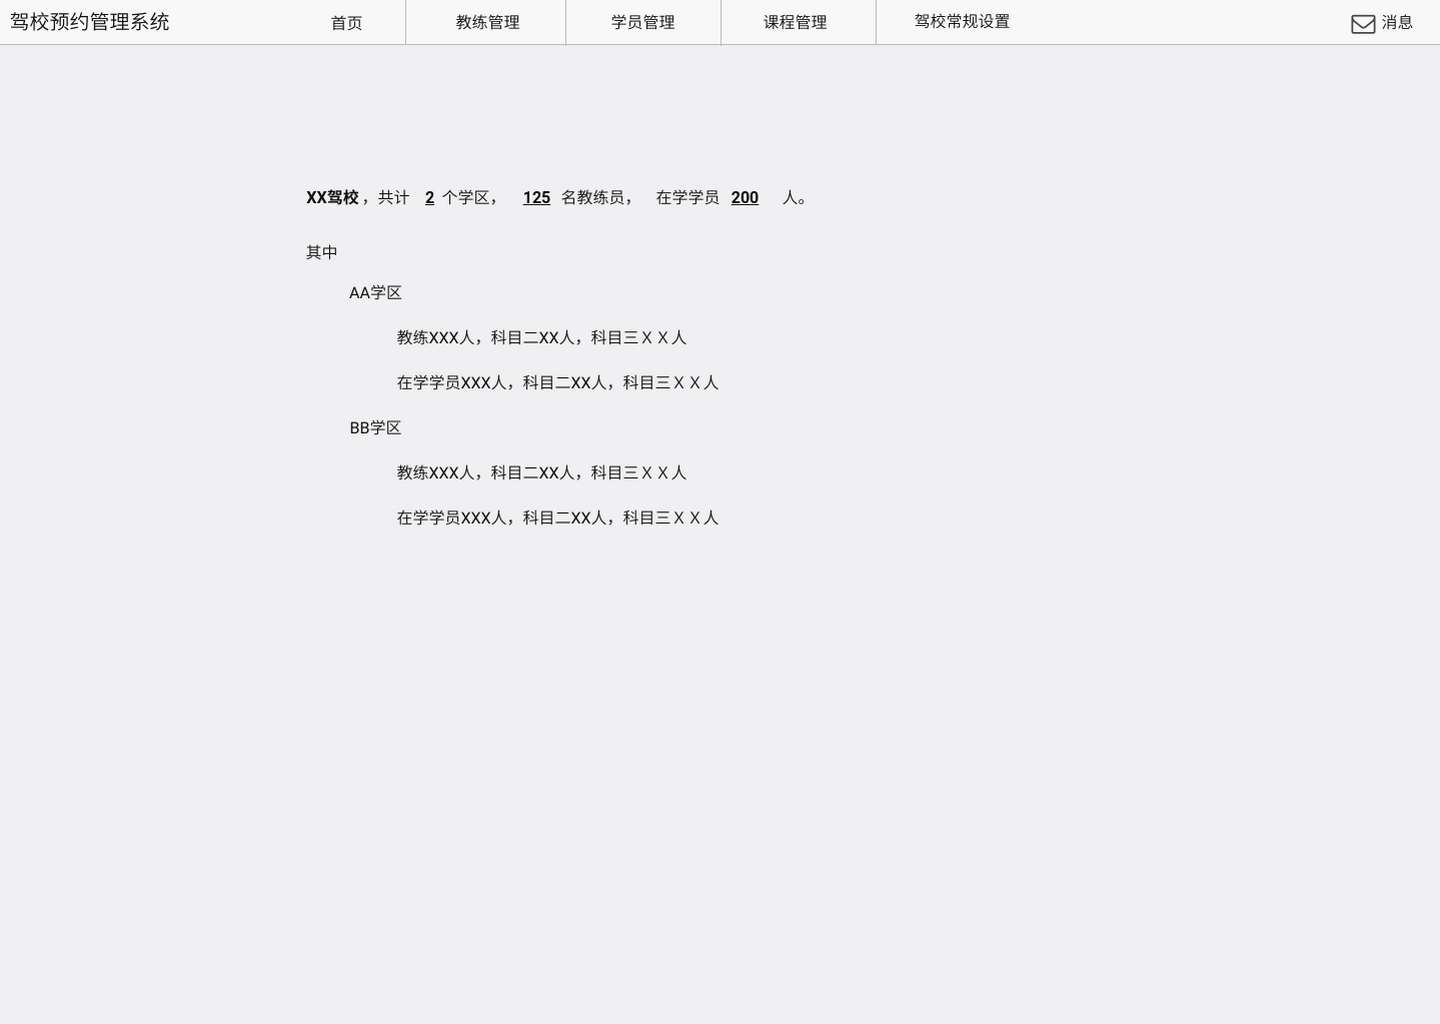 驾校预约管理系统 首页 教练管理 学员管理 课程管理 驾校常规设置 消息
XX驾校，共计 2 个学区， 125 名教练员， 在学学员 200 人。
其中
AA学区
教练XXX人，科目二XX人，科目三ＸＸ人
在学学员XXX人，科目二XX人，科目三ＸＸ人
BB学区
教练XXX人，科目二XX人，科目三ＸＸ人
在学学员XXX人，科目二XX人，科目三ＸＸ人